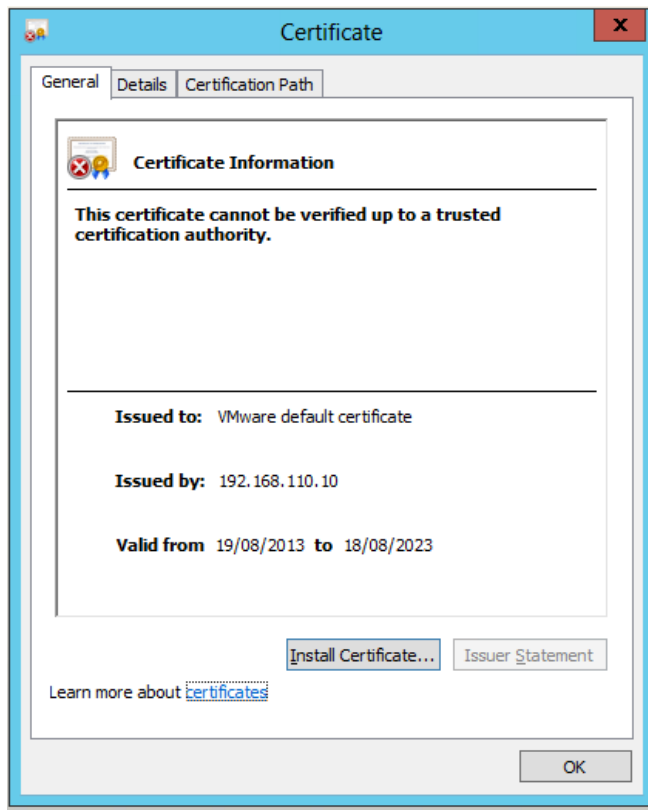 Certificate
X
General Details Certification Path
Certificate Information
This certificate cannot be verified up to a trusted
certification authority.
Issued to: VMware default certificate
Issued by: 192.168.110.10
Valid from 19/08/2013 to 18/08/2023
Install Certificate... Issuer Statement
Learn more about certificates
OK